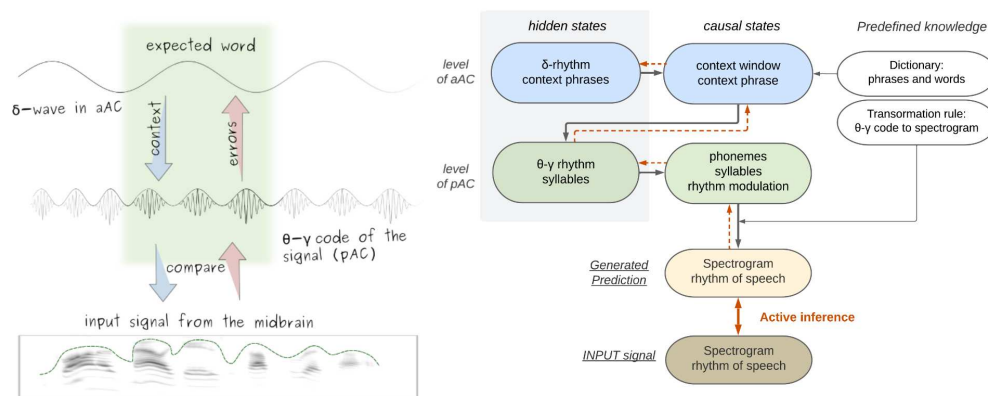 expected word
δ-wave in aAC
context
errors
θ-γ code of the
signal (pAC)
compare
input signal from the midbrain
hidden states
causal states
Predefined knowledge
level
of aAC
δ-rhythm
context phrases
context window
context phrase
Dictionary:
phrases and words
Transormation rule:
θ-γ code to spectrogram
level
of pAC
θ-γ rhythm
syllables
phonemes
syllables
rhythm modulation
Generated
Prediction
Spectrogram
rhythm of speech
Active inference
INPUT signal
Spectrogram
rhythm of speech